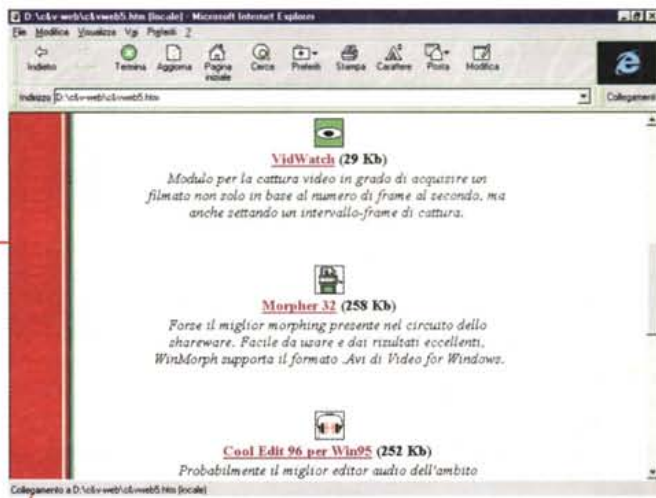 D:\c&v-web\c&vweb5.htm (locale) - Microsoft Internet Explorer
File Modifica Visualizza Vai Preferiti ?
Indietro Termina Aggiorna Pagina iniziale Cerca Preferiti Stampa Carattere Posta Modifica
Indirizzo D:\c&v-web\c&vweb5.htm Collegamenti
VidWatch (29 Kb)
Modulo per la cattura video in grado di acquisire un
filmato non solo in base al numero di frame al secondo, ma
anche settando un intervallo-frame di cattura.
Morpher 32 (258 Kb)
Forse il miglior morphing presente nel circuito dello
shareware. Facile da usare e dai risultati eccellenti,
WinMorph supporta il formato .Avi di Video for Windows.
Cool Edit 96 per Win95 (252 Kb)
Probabilmente il miglior editor audio dell'ambito
Collegamento a D:\c&v-web\c&vweb5.htm (locale)